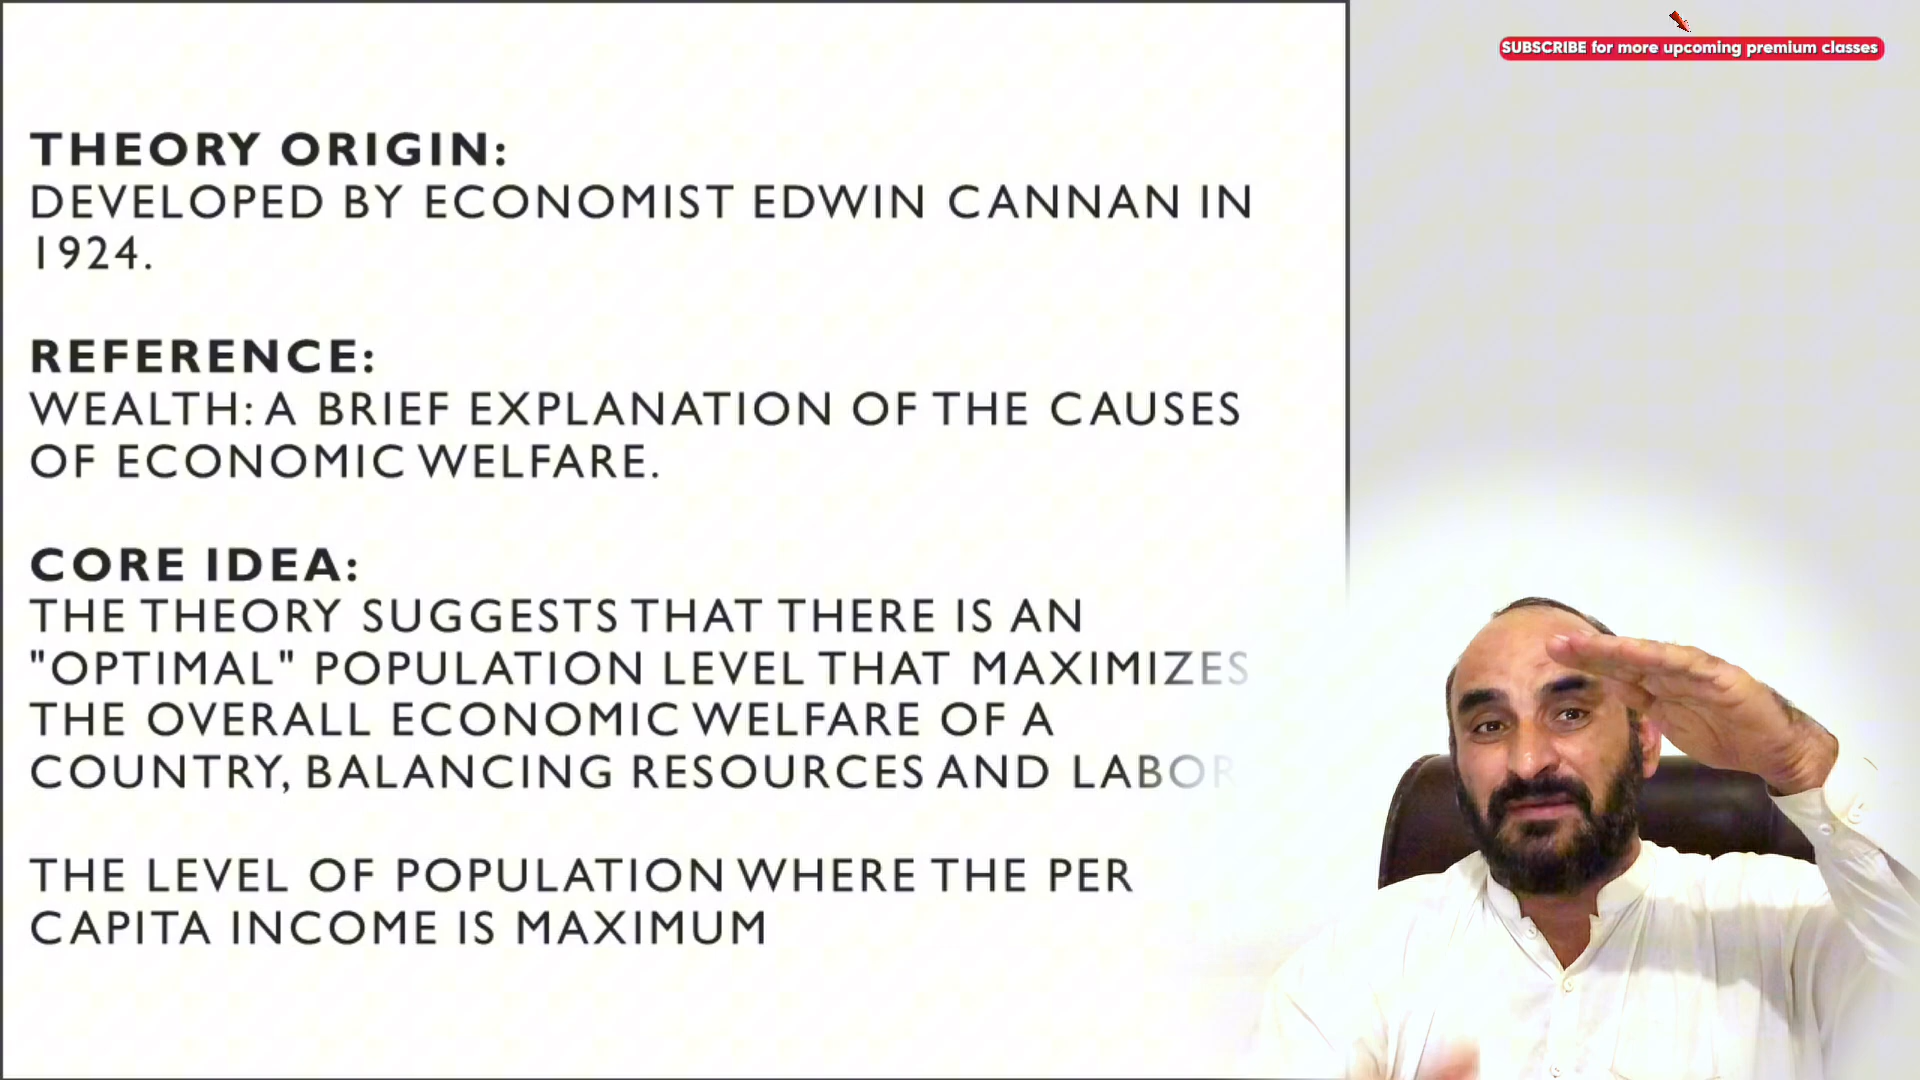 THEORY ORIGIN:
DEVELOPED BY ECONOMIST EDWIN CANNAN IN
1924.
REFERENCE:
WEALTH: A BRIEF EXPLANATION OF THE CAUSES
OF ECONOMIC WELFARE.
CORE IDEA:
THE THEORY SUGGESTS THAT THERE IS AN
"OPTIMAL" POPULATION LEVEL THAT MAXIMIZES
THE OVERALL ECONOMIC WELFARE OF A
COUNTRY, BALANCING RESOURCES AND LABOR
THE LEVEL OF POPULATION WHERE THE PER
CAPITA INCOME IS MAXIMUM
SUBSCRIBE for more upcoming premium classes